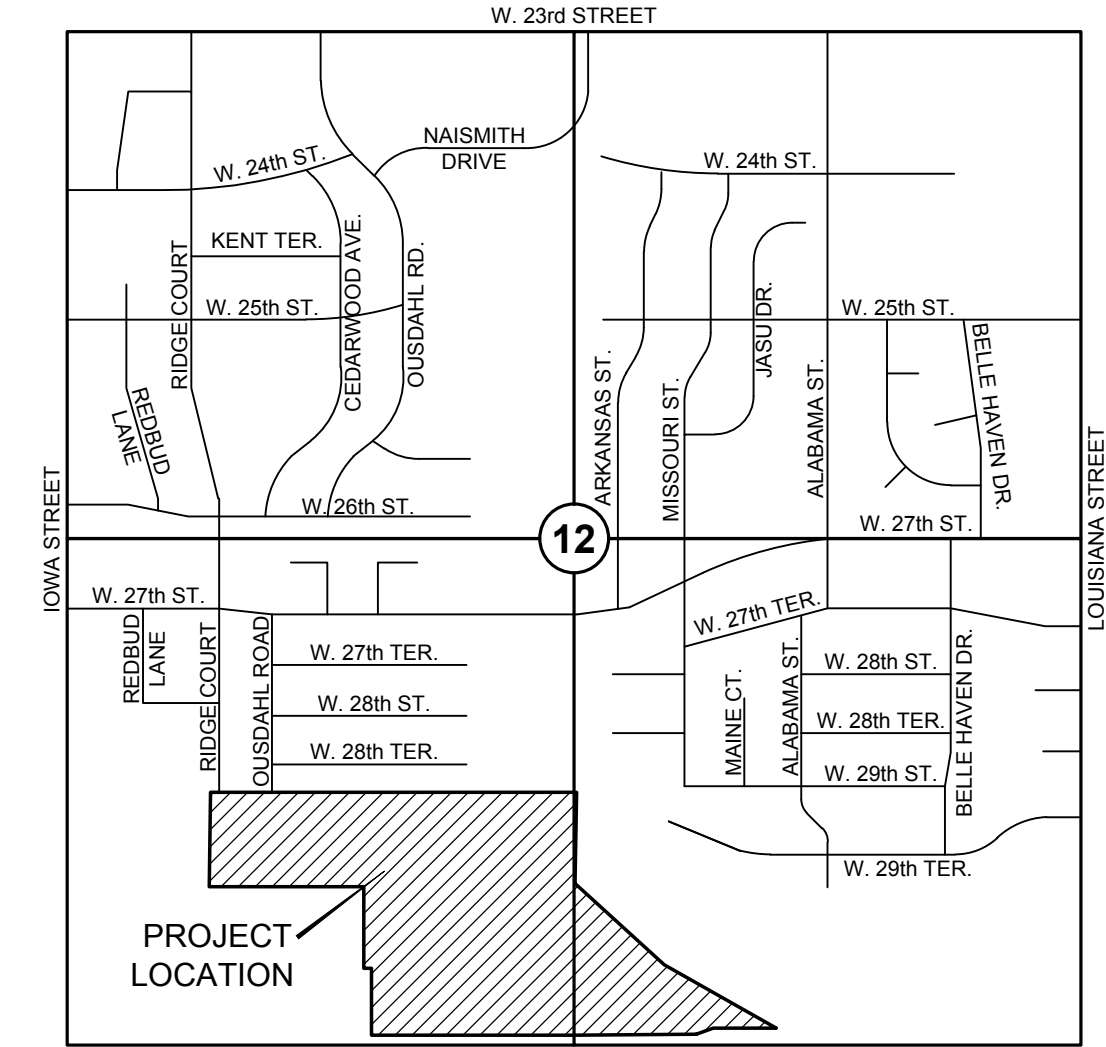 W. 23rd STREET
NAISMITH
DRIVE
W. 24th ST.
W. 24th ST.
KENT TER.
RIDGE COURT
CEDARWOOD AVE.
OUSDAHL RD.
W. 25th ST.
W. 25th ST.
JASU DR.
REDBUD
LANE
ARKANSAS ST.
MISSOURI ST.
ALABAMA ST.
BELLE HAVEN DR.
W. 26th ST.
W. 27th ST.
IOWA STREET
12
LOUISIANA STREET
W. 27th ST.
REDBUD
LANE
RIDGE COURT
OUSDAHL ROAD
W. 27th TER.
W. 27th TER.
W. 28th ST.
W. 28th ST.
W. 28th TER.
W. 28th TER.
MAINE CT.
ALABAMA ST.
BELLE HAVEN DR.
W. 29th ST.
W. 29th TER.
PROJECT
LOCATION